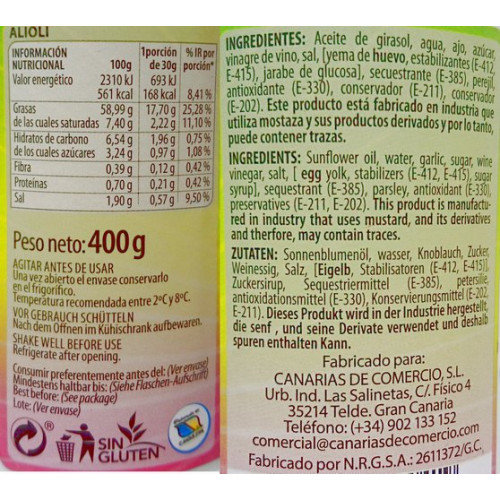 ALIOLI
INFORMACIÓN NUTRICIONAL 100g 1porción de 30g % IR por porción*
Valor energético 2310 kJ 693 kJ
561 kcal 168 kcal 8,41 %
Grasas 58,99 g 17,70 g 25,28 %
de las cuales saturadas 7,40 g 2,22 g 11,10 %
Hidratos de carbono 6,54 g 1,96 g 0,75 %
de los cuales azúcares 3,24 g 0,97 g 1,08 %
Fibra 0,39 g 0,12 g 0,42 %
Proteínas 0,70 g 0,21 g 0,42 %
Sal 1,90 g 0,57 g 9,50 %
Peso neto: 400 g
AGITAR ANTES DE USAR
Una vez abierto el envase conservarlo
en el frigorífico.
Temperatura recomendada entre 2ºC y 8ºC.
VOR GEBRAUCH SCHÜTTELN
Nach dem Öffnen im Kühischrank aufbewaren.
SHAKE WELL BEFORE USE
Refrigerate after opening.
Consumir preferentemente antes del: (Ver envase)
Mindestens haltbar bis: (Siehe Flaschen-Aufschrift)
Best before: (See package)
Lote: (Ver envase)
SIN
GLUTEN
INGREDIENTES: Aceite de girasol, agua, ajo, azúcar,
vinagre de vino, sal, [yema de huevo, estabilizantes (E-412,
E-415), jarabe de glucosa], secuestrante (E-385), perejil,
antioxidante (E-330), conservador (E-211), conservador
(E-202). Este producto está fabricado en industria que
utiliza mostaza y sus productos derivados y por lo tanto,
puede contener trazas.
INGREDIENTS: Sunflower oil, water, garlic, sugar, wine
vinegar, salt, [ egg yolk, stabilizers (E-412, E-415), sugar
syrup], sequestrant (E-385), parsley, antioxidant (E-330),
preservatives (E-211, E-202). This product is manufactu-
red in industry that uses mustard, and its derivatives
and therfore, may contain traces.
ZUTATEN: Sonnenblumenöl, wasser, Knoblauch, Zucker,
Weinessig, Salz, [Eigelb, Stabilisatoren (E-412, E-415)],
Zuckersirup, Sequestriermittel (E-385), petersilie,
antioxidationsmittel (E-330), Konservierungsmittel (E-202,
E-211). Dieses Produkt wird in der Industrie hergestellt,
die senf , und seine Derivate verwendet und deshalb
spuren enthalten Kann.
Fabricado para:
CANARIAS DE COMERCIO, S.L.
Urb. Ind. Las Salinetas, C/. Físico 4
35214 Telde. Gran Canaria
Teléfono: (+34) 902 133 152
comercial@canariasdecomercio.com
Fabricado por N.R.G.S.A.: 2611372/G.C.